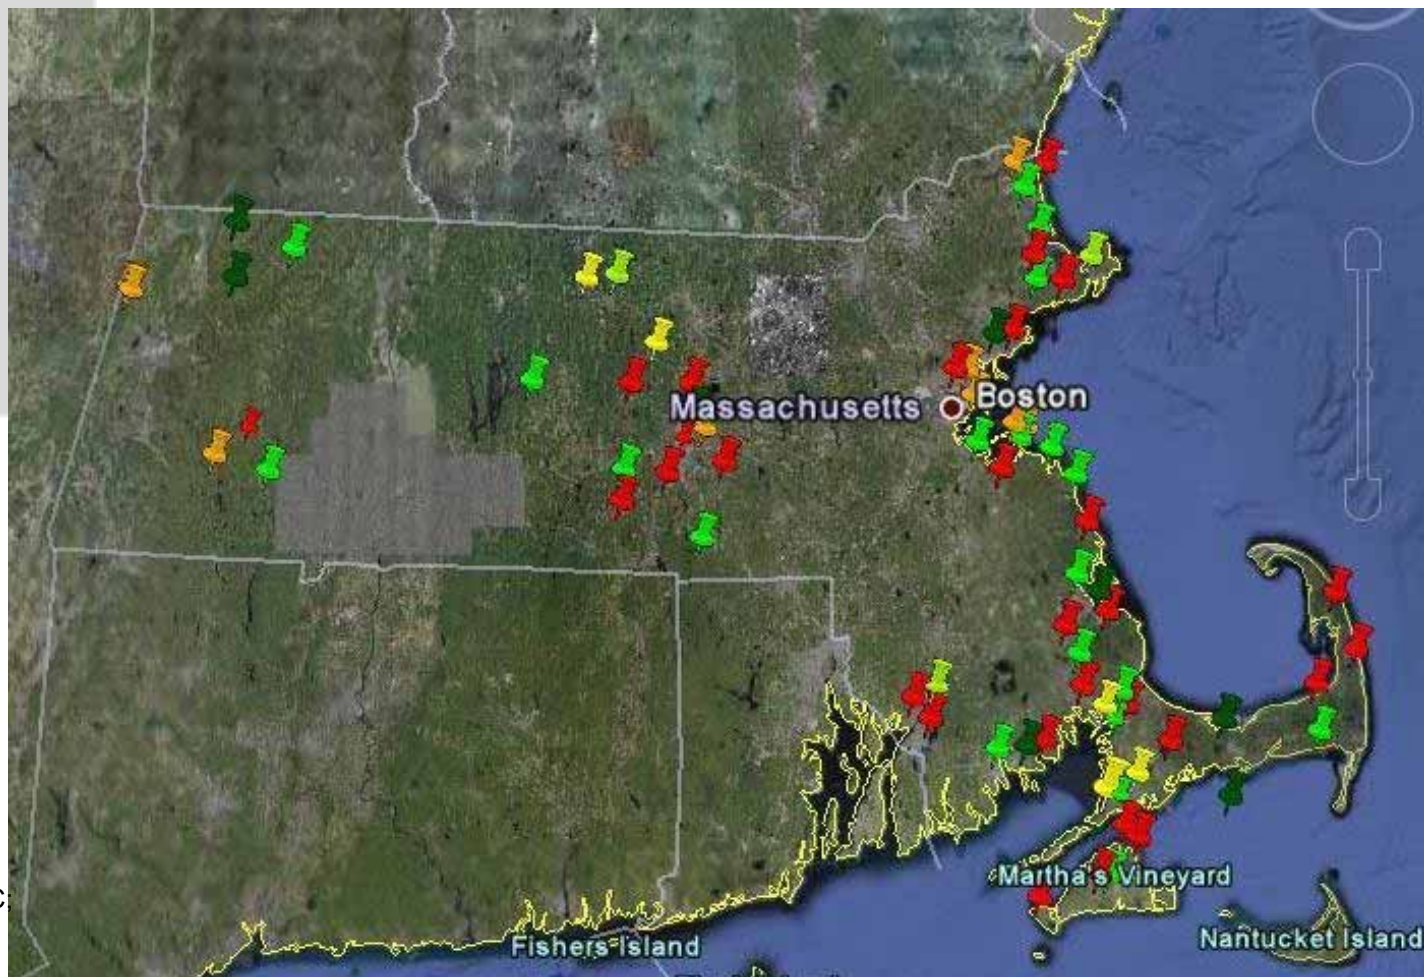 Massachusetts
Boston
Martha's Vineyard
Fishers Island
Nantucket Island